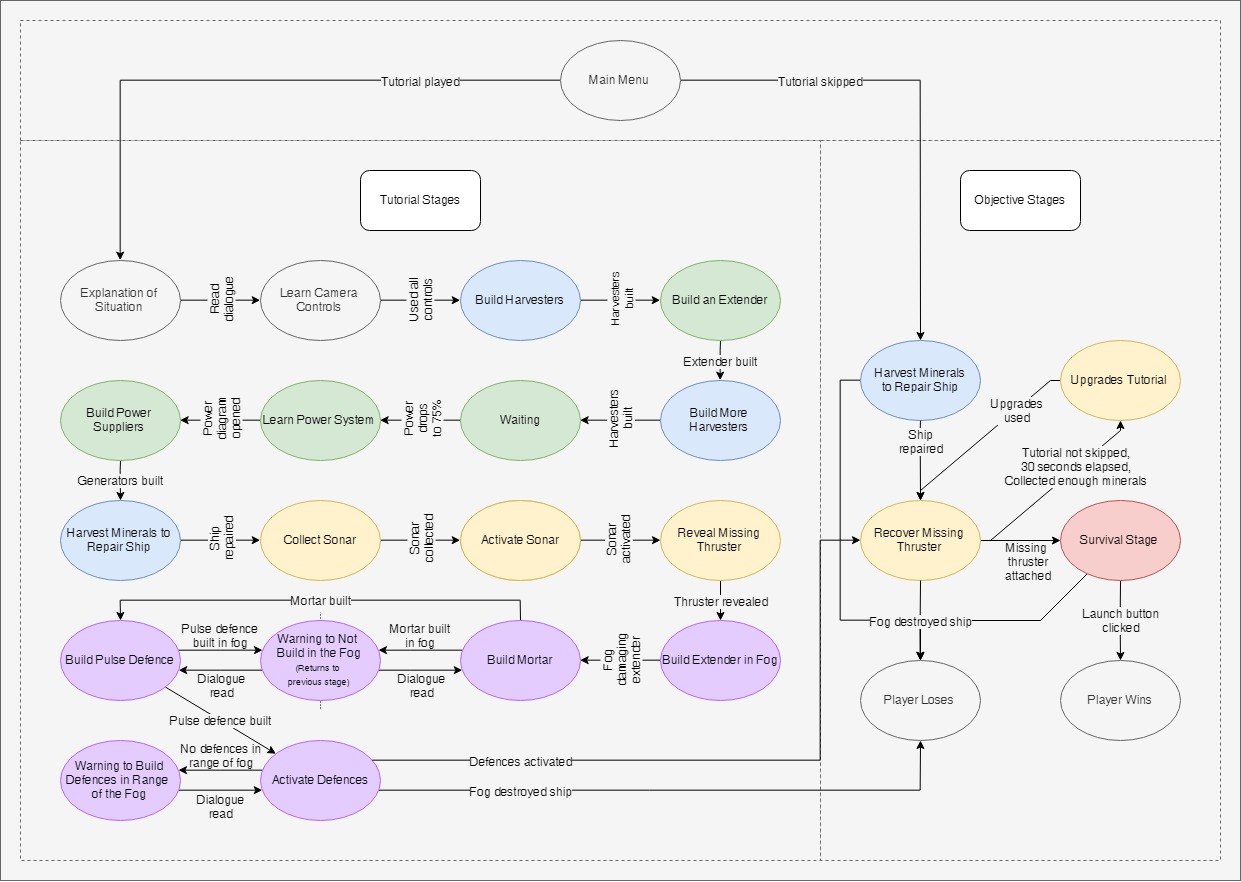 Main Menu
Tutorial played
Tutorial skipped
Tutorial Stages
Objective Stages
Explanation of
Situation
Read
dialogue
Learn Camera
Controls
Used all
controls
Build Harvesters
Harvesters
built
Build an Extender
Extender built
Build Power
Suppliers
Power
diagram
opened
Learn Power System
Power
drops
to 75%
Waiting
Harvesters
built
Build More
Harvesters
Generators built
Harvest Minerals to
Repair Ship
Ship
repaired
Collect Sonar
Sonar
collected
Activate Sonar
Sonar
activated
Reveal Missing
Thruster
Thruster revealed
Mortar built
Build Pulse Defence
Pulse defence
built in fog
Dialogue
read
Warning to Not
Build in the Fog
(Returns to
previous stage)
Mortar built
in fog
Dialogue
read
Build Mortar
Fog
damaging
extender
Build Extender in Fog
Pulse defence built
Warning to Build
Defences in Range
of the Fog
No defences in
range of fog
Dialogue
read
Activate Defences
Defences activated
Fog destroyed ship
Harvest Minerals
to Repair Ship
Upgrades Tutorial
Upgrades
used
Ship
repaired
Tutorial not skipped,
30 seconds elapsed,
Collected enough minerals
Recover Missing
Thruster
Missing
thruster
attached
Survival Stage
Fog destroyed ship
Launch button
clicked
Player Loses
Player Wins